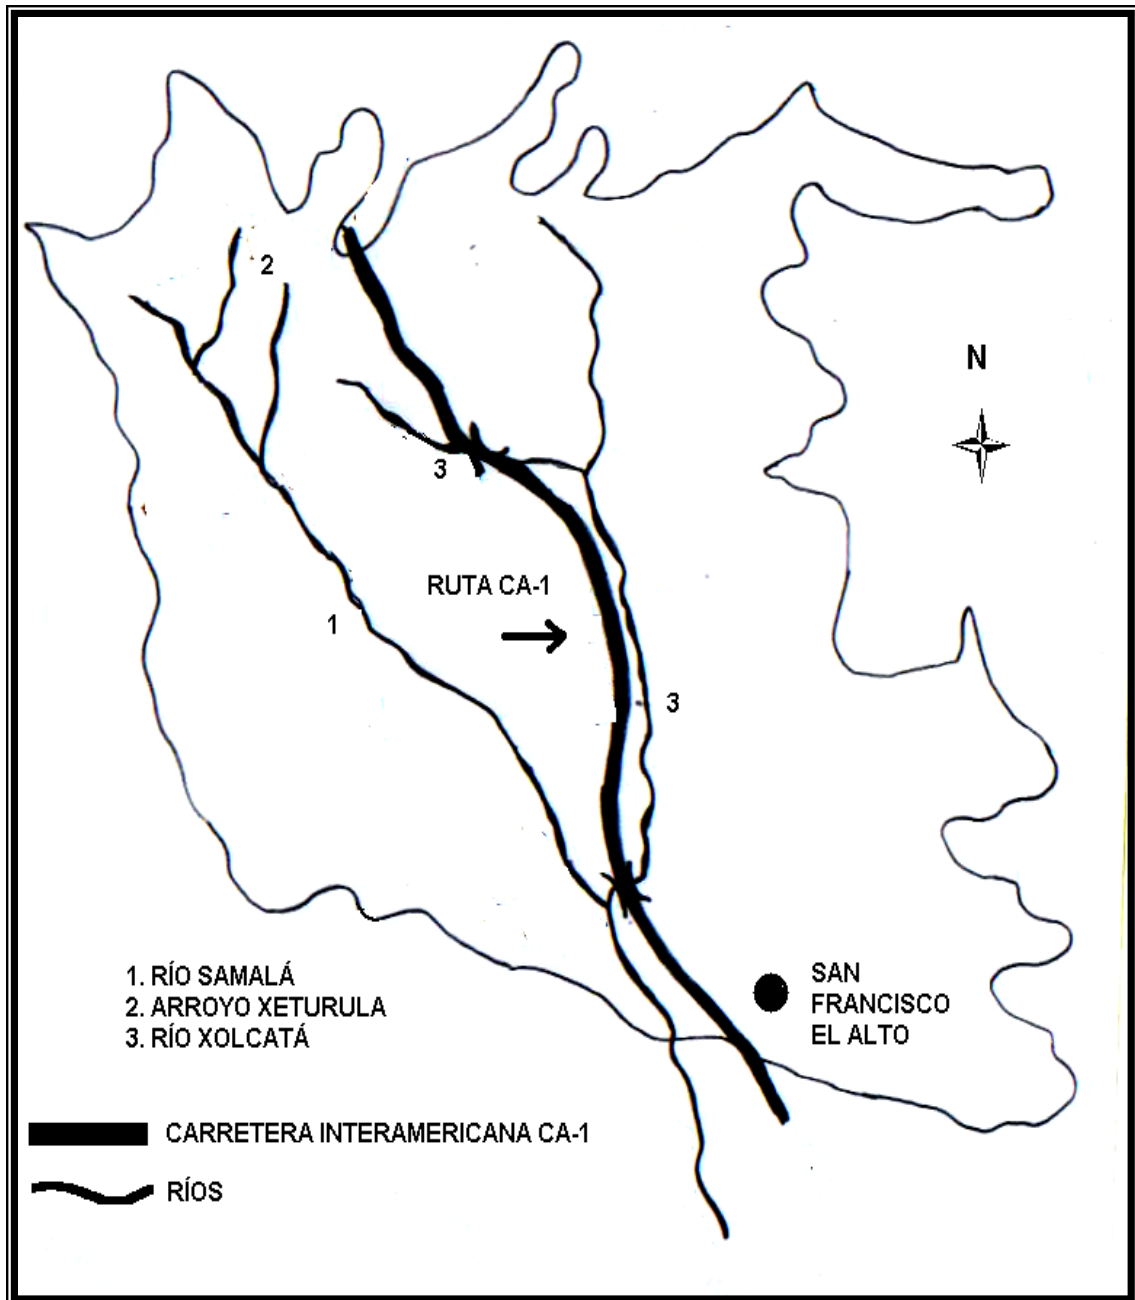 2
N
3
RUTA CA-1
1
3
SAN
FRANCISCO
EL ALTO
1. RÍO SAMALÁ
2. ARROYO XETURULA
3. RÍO XOLCATÁ
CARRETERA INTERAMERICANA CA-1
RÍOS